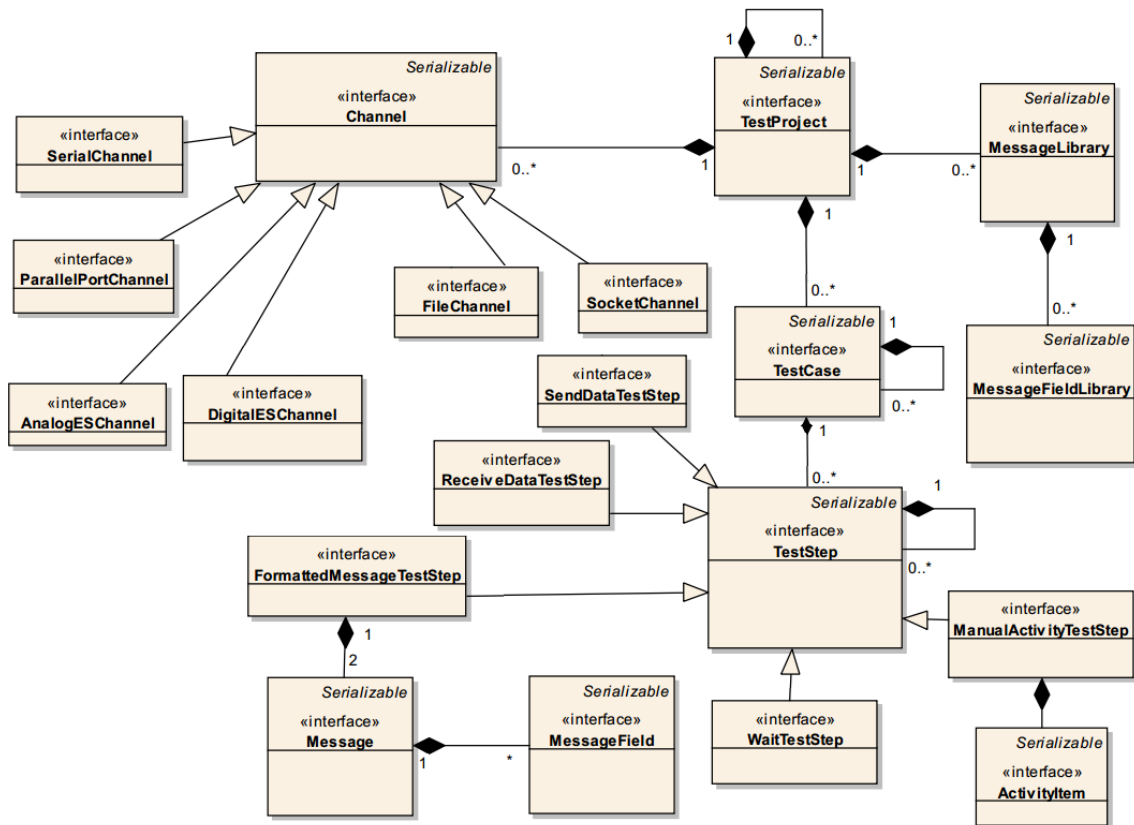 1
0..*
Serializable
«interface»
Channel
Serializable
«interface»
TestProject
Serializable
«interface»
MessageLibrary
«interface»
SerialChannel
0..*
1
1
0..*
1
1
«interface»
ParallelPortChannel
«interface»
FileChannel
«interface»
SocketChannel
0..*
0..*
Serializable
«interface»
TestCase
1
0..*
Serializable
«interface»
MessageFieldLibrary
«interface»
AnalogESChannel
«interface»
DigitalESChannel
«interface»
SendDataTestStep
1
0..*
«interface»
ReceiveDataTestStep
Serializable
«interface»
TestStep
1
0..*
«interface»
FormattedMessageTestStep
1
2
«interface»
ManualActivityTestStep
Serializable
«interface»
Message
1
*
Serializable
«interface»
MessageField
«interface»
WaitTestStep
Serializable
«interface»
ActivityItem